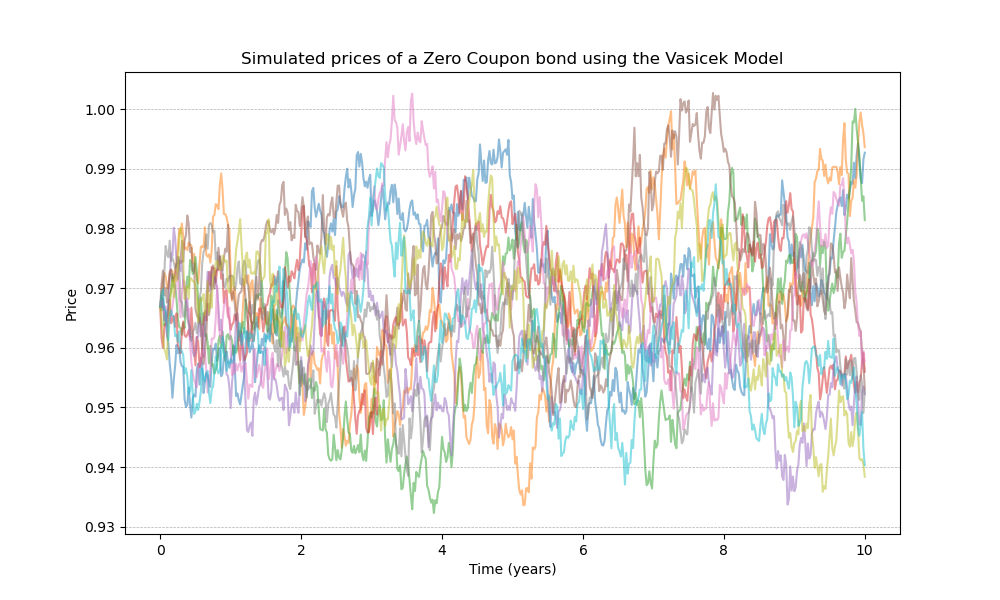 Simulated prices of a Zero Coupon bond using the Vasicek Model
1.00
0.99
0.98
0.97
0.96
0.95
0.94
0.93
Price
0 2 4 6 8 10
Time (years)